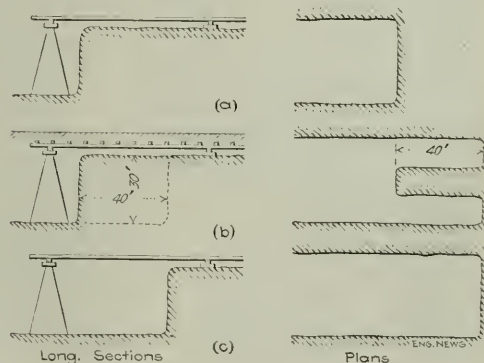 (a)
40'
30'
40'
(b)
(c)
ENG. NEWS
Long. Sections
Plans